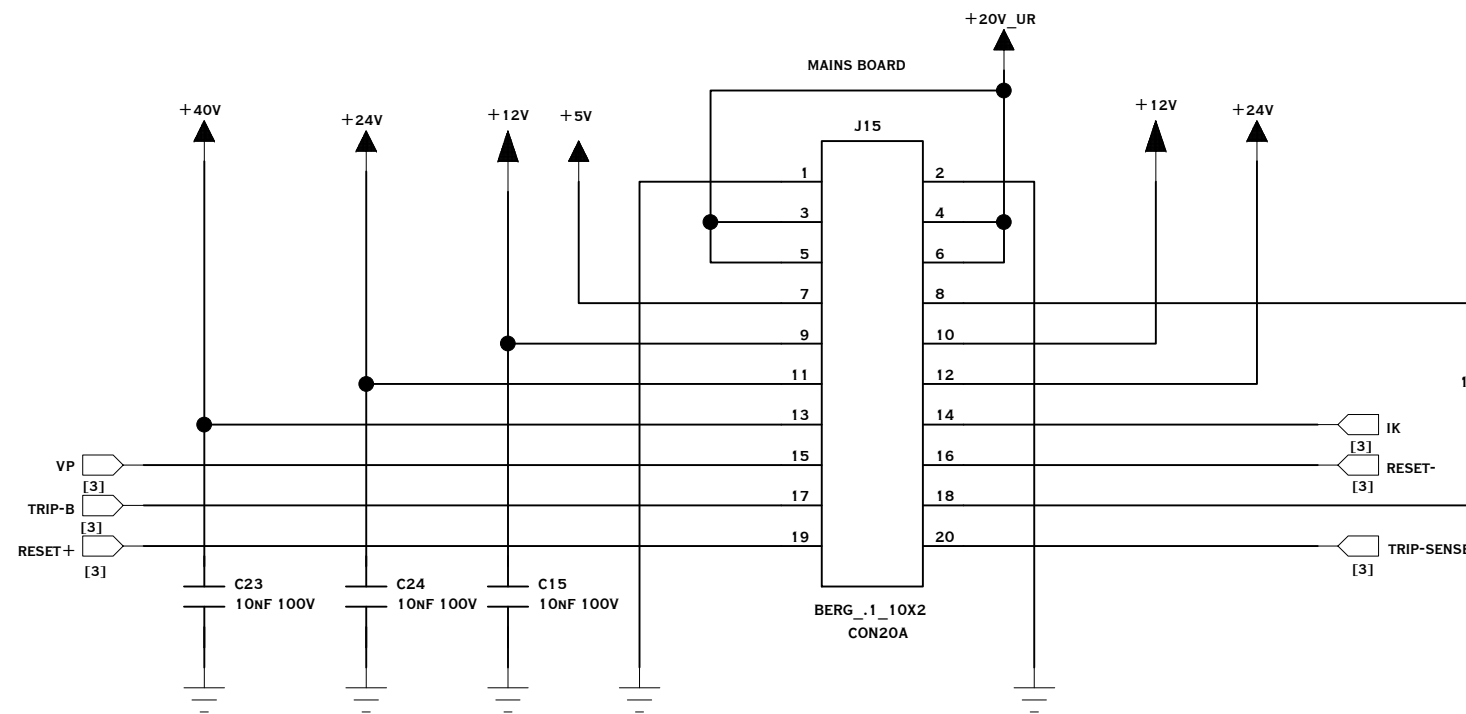 +20V_UR
MAINS BOARD
+40V
+24V
+12V
+5V
J15
+12V
+24V
1
2
3
4
5
6
7
8
9
10
11
12
13
14
IK
[3]
VP
15
16
RESET-
[3]
[3]
TRIP-B
17
18
[3]
RESET+
19
20
TRIP-SENSE
[3]
[3]
C23
10NF 100V
C24
10NF 100V
C15
10NF 100V
BERG_.1_10X2
CON20A